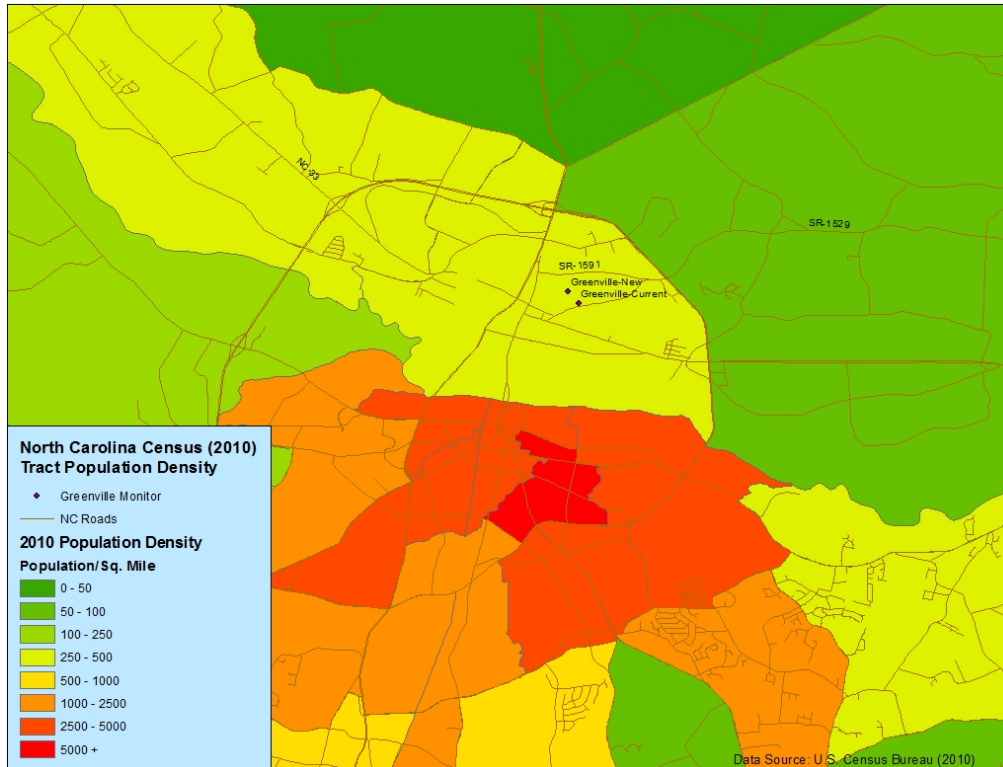 NC-33
SR-1529
SR-1591
Greenville-New
Greenville-Current
North Carolina Census (2010)
Tract Population Density
Greenville Monitor
NC Roads
2010 Population Density
Population/Sq. Mile
0 - 50
50 - 100
100 - 250
250 - 500
500 - 1000
1000 - 2500
2500 - 5000
5000 +
Data Source: U.S. Census Bureau (2010)